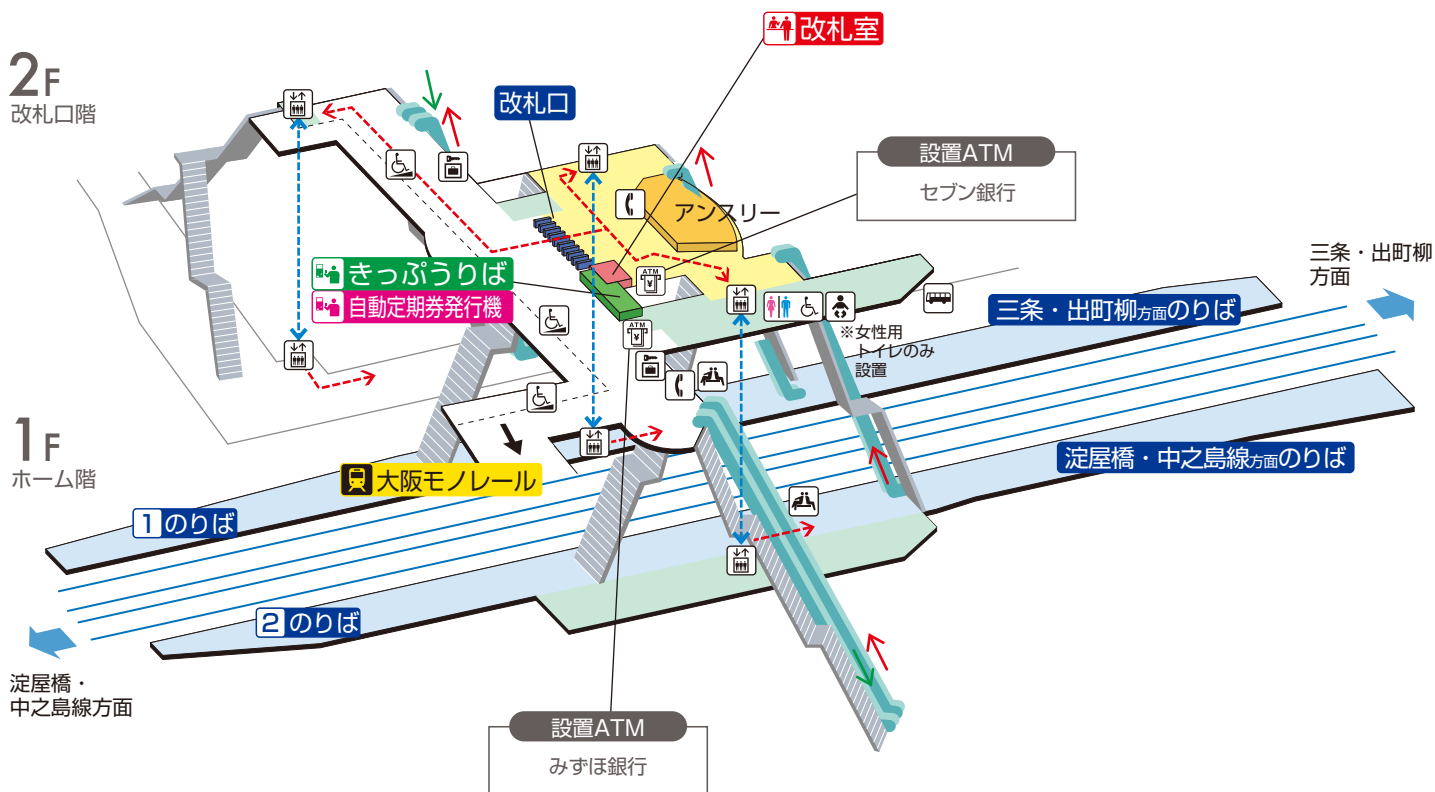 2F
改札口階
改札室
改札口
設置ATM
セブン銀行
アンスリー
ATM
¥
きっぷうりば
自動定期券発行機
ATM
¥
※女性用
トイレのみ
設置
三条・出町柳
方面
三条・出町柳方面のりば
1F
ホーム階
大阪モノレール
淀屋橋・中之島線方面のりば
1のりば
2のりば
淀屋橋・
中之島線方面
設置ATM
みずほ銀行